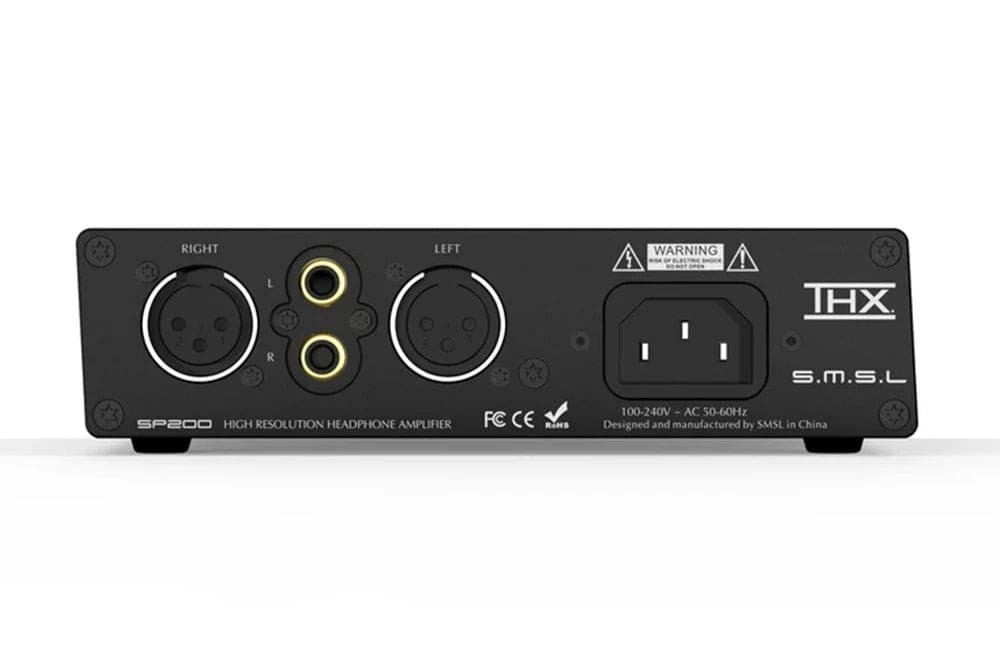 RIGHT
LEFT
L
R
WARNING
RISK OF ELECTRIC SHOCK
DO NOT OPEN
THX
S.M.S.L
SP200 HIGH RESOLUTION HEADPHONE AMPLIFIER
FC CE RoHS
100-240V ~ AC 50-60Hz
Designed and manufactured by SMSL in China